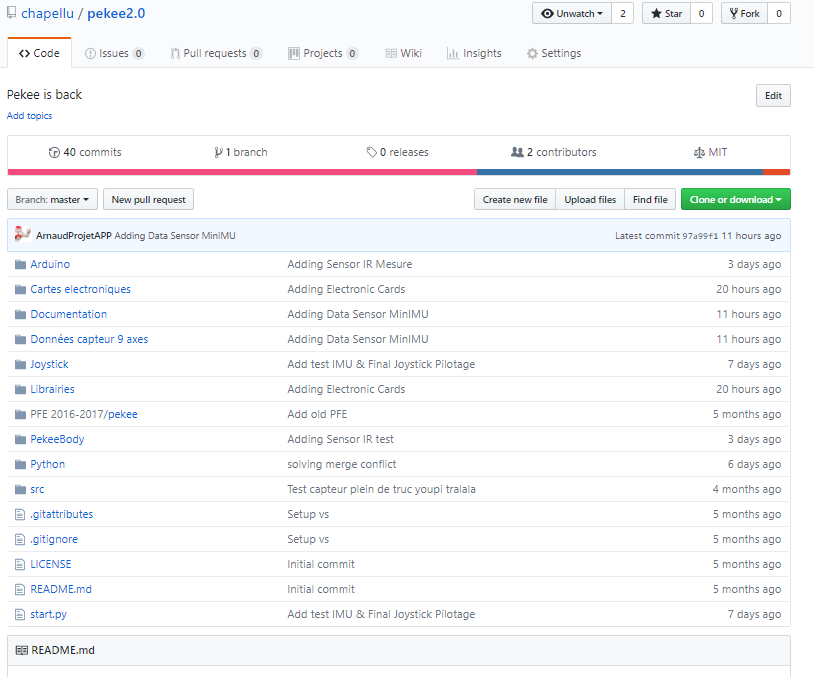 chapellu / pekee2.0
Unwatch 2 Star 0 Fork 0
Code Issues 0 Pull requests 0 Projects 0 Wiki Insights Settings
Pekee is back
Edit
Add topics
40 commits 1 branch 0 releases 2 contributors MIT
Branch: master New pull request Create new file Upload files Find file Clone or download
ArnaudProjetAPP Adding Data Sensor MinIMU Latest commit 97a99f1 11 hours ago
Arduino Adding Sensor IR Mesure 3 days ago
Cartes electroniques Adding Electronic Cards 20 hours ago
Documentation Adding Data Sensor MinIMU 11 hours ago
Données capteur 9 axes Adding Data Sensor MinIMU 11 hours ago
Joystick Add test IMU & Final Joystick Pilotage 7 days ago
Librairies Adding Electronic Cards 20 hours ago
PFE 2016-2017/pekee Add old PFE 5 months ago
PekeeBody Adding Sensor IR test 3 days ago
Python solving merge conflict 6 days ago
src Test capteur plein de truc youpi tralala 4 months ago
.gitattributes Setup vs 5 months ago
.gitignore Setup vs 5 months ago
LICENSE Initial commit 5 months ago
README.md Initial commit 5 months ago
start.py Add test IMU & Final Joystick Pilotage 7 days ago
README.md